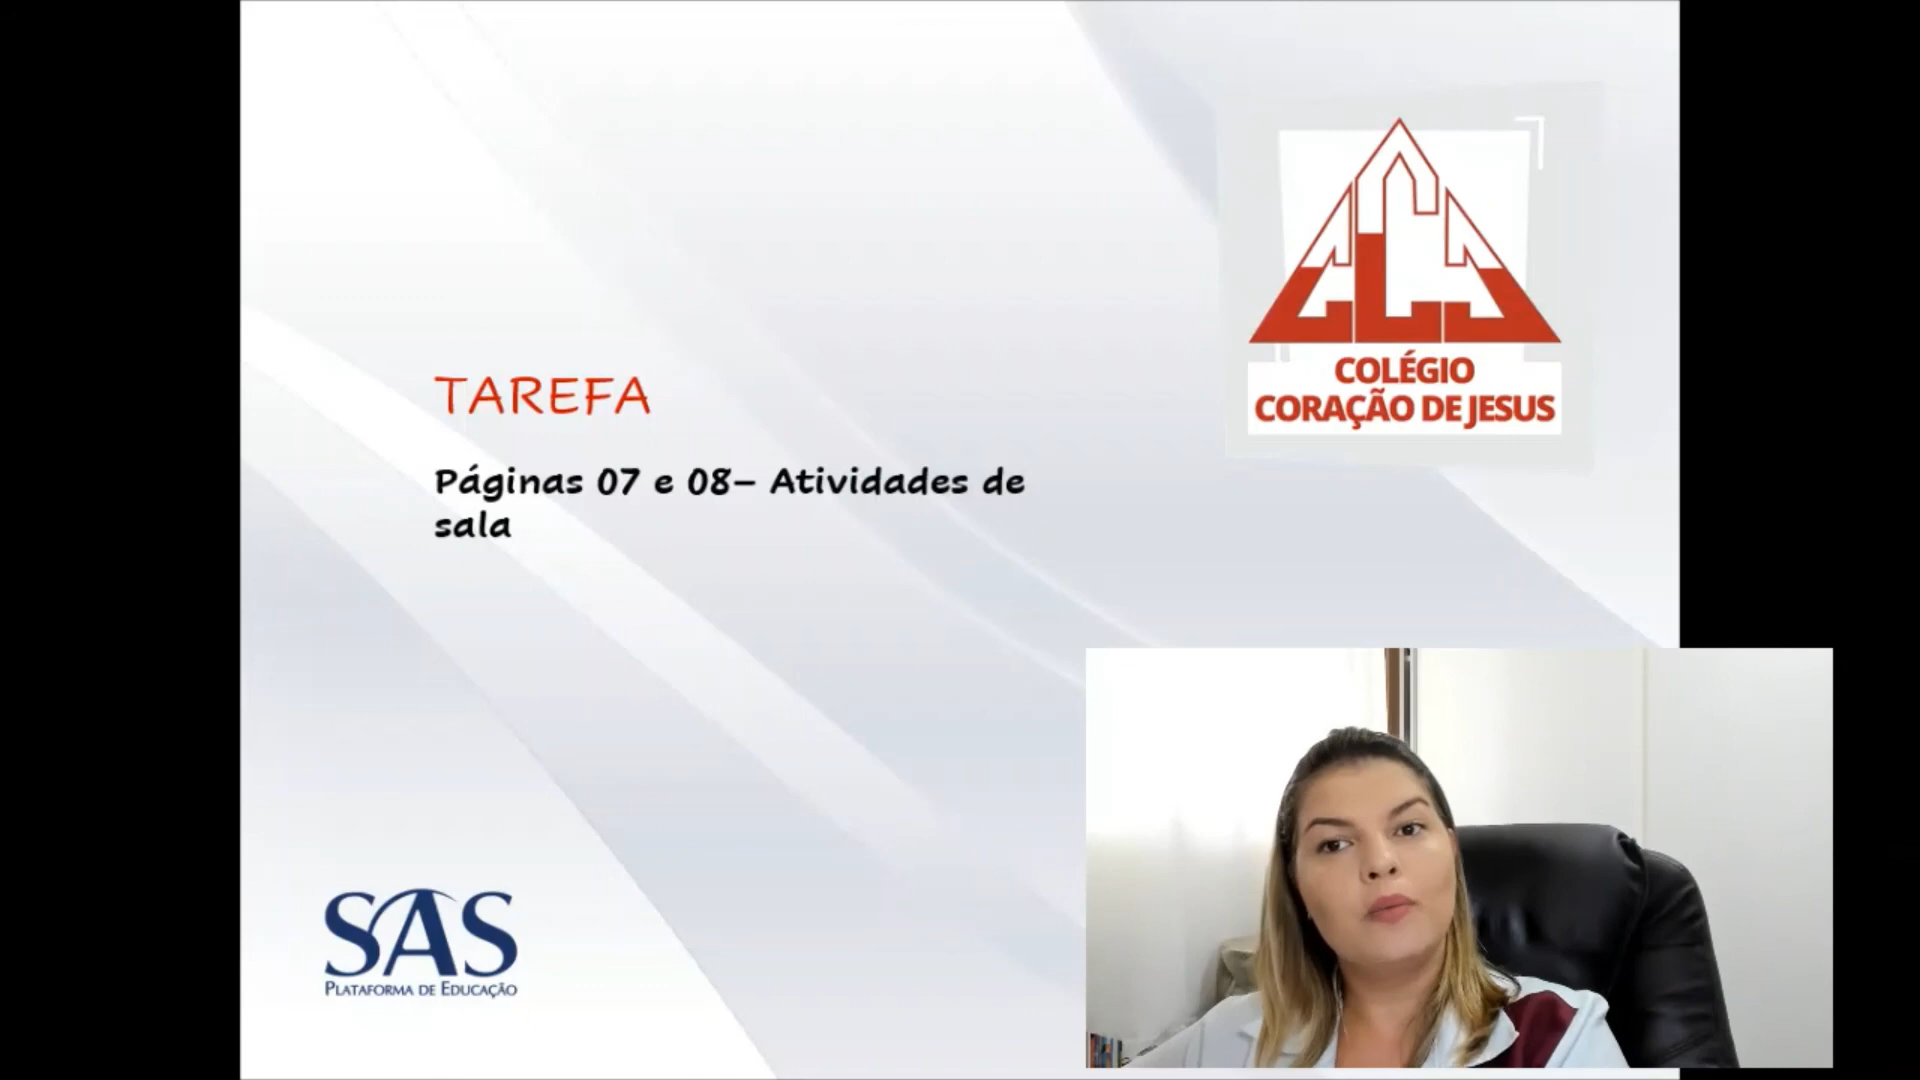 COLÉGIO
CORAÇÃO DE JESUS
TAREFA
Páginas 07 e 08– Atividades de
sala
SAS
PLATAFORMA DE EDUCAÇÃO